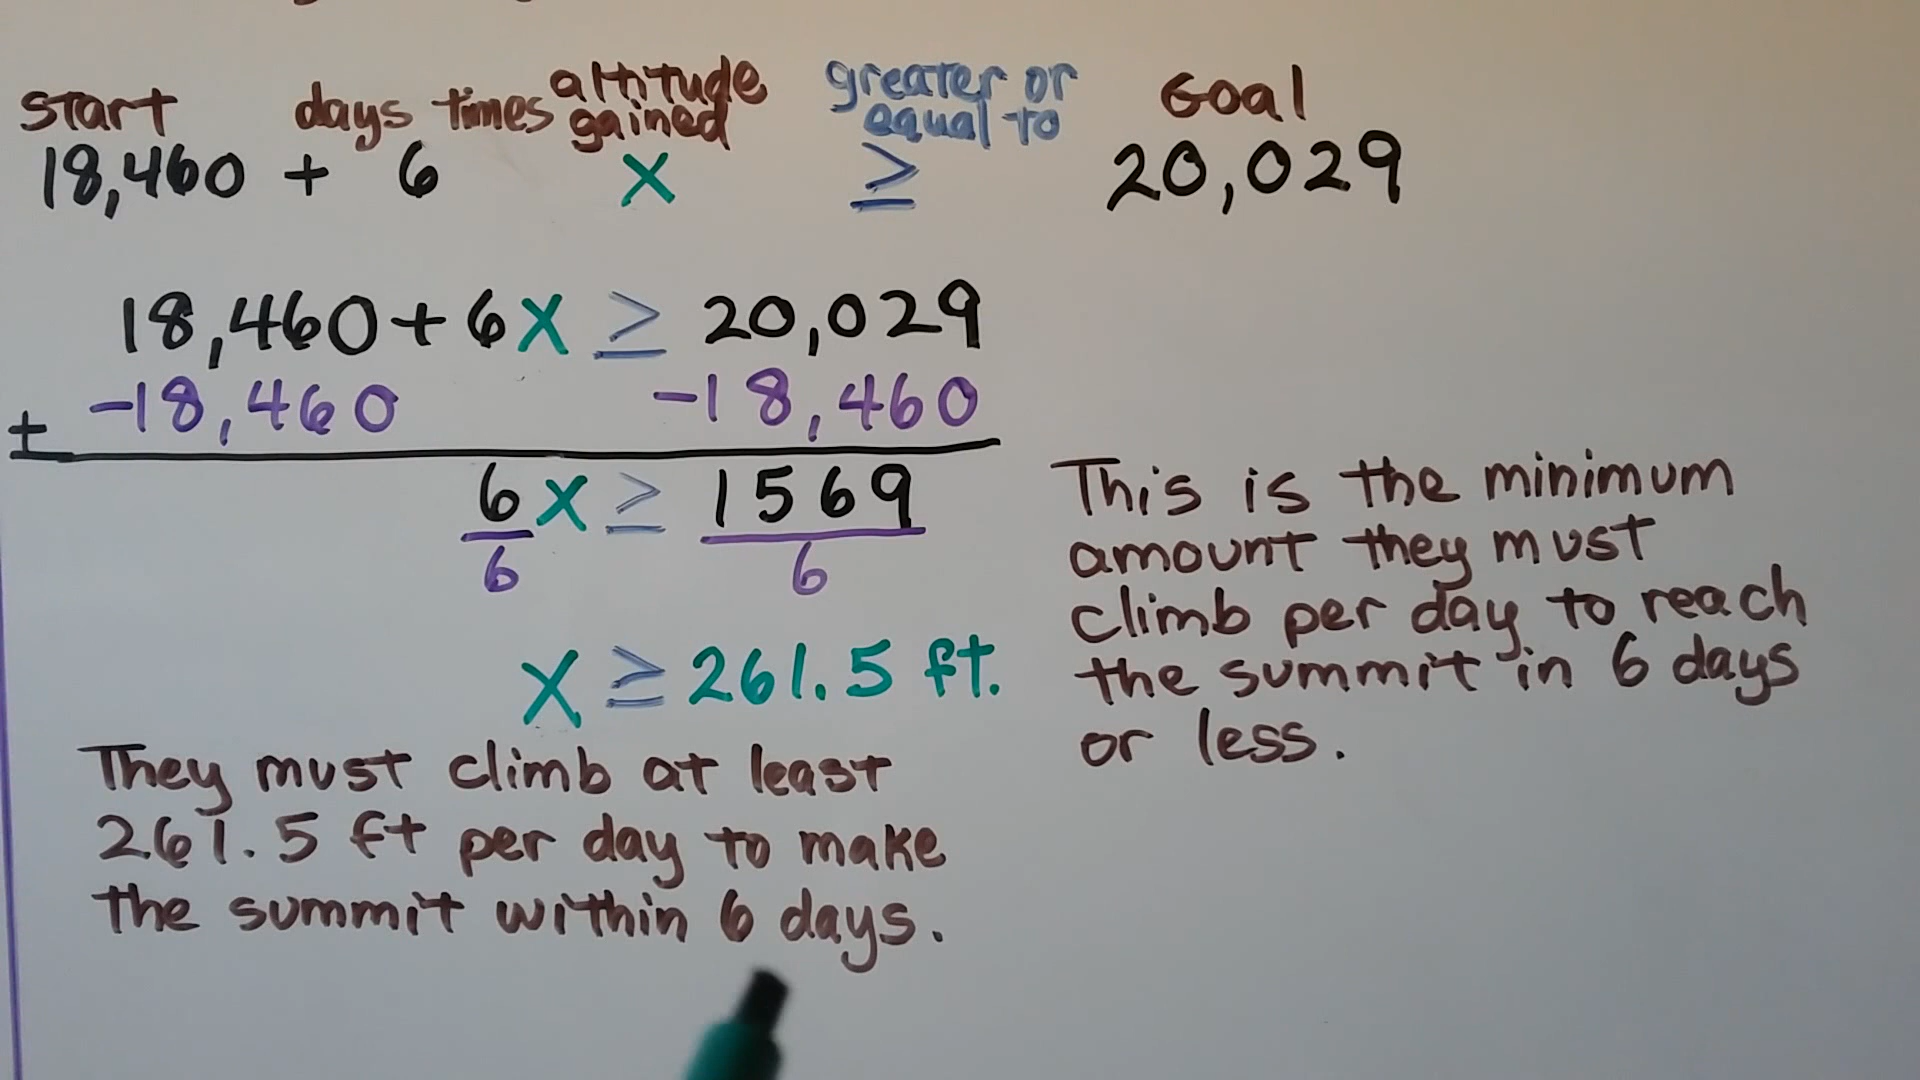 start days times altitude gained greater or equal to Goal
18,460 + 6 x ≥ 20,029
18,460 + 6x ≥ 20,029
+ -18,460 -18,460
6x ≥ 1569
6 6
x ≥ 261.5 ft.
They must climb at least
261.5 ft per day to make
the summit within 6 days.
This is the minimum
amount they must
climb per day to reach
the summit in 6 days
or less.